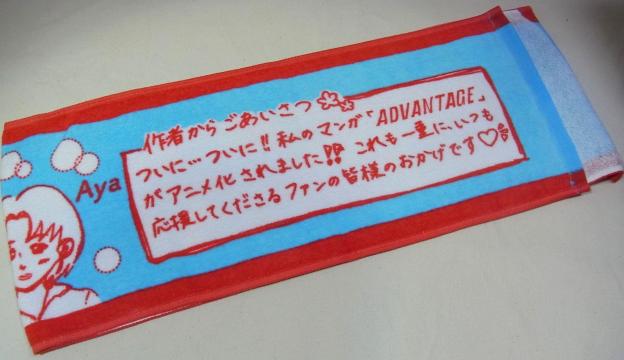 作者からごあいさつ
ついに…ついに!!私のマンガ「ADVANTAGE」
がアニメ化されました!?これも一重に、いつも
応援してくださるファンの皆様のおかげです♡
Aya